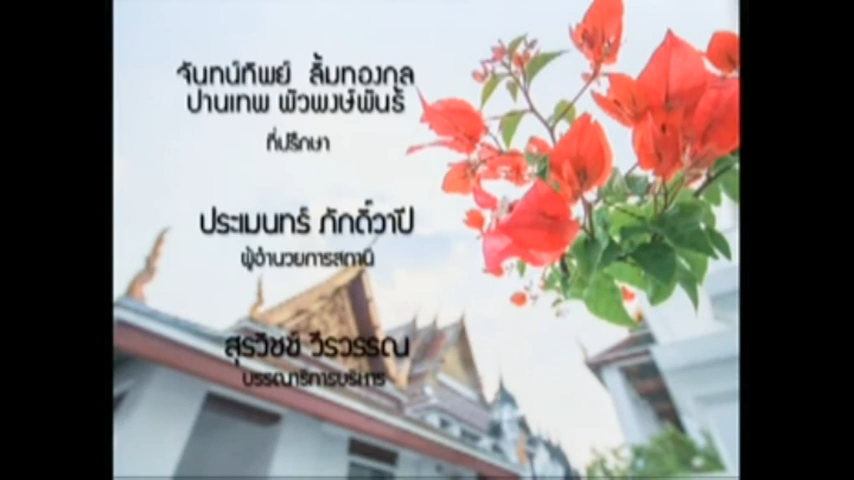 จันทน์ทิพย์ ลิ้มทองกุล
ปานเทพ พัวพงษ์พันธ์
ที่ปรึกษา
ประเมนทร์ ภักดิ์วาปี
ผู้อำนวยการสถานี
สุรวิชช์ วีรวรรณ
บรรณาธิการบริหาร